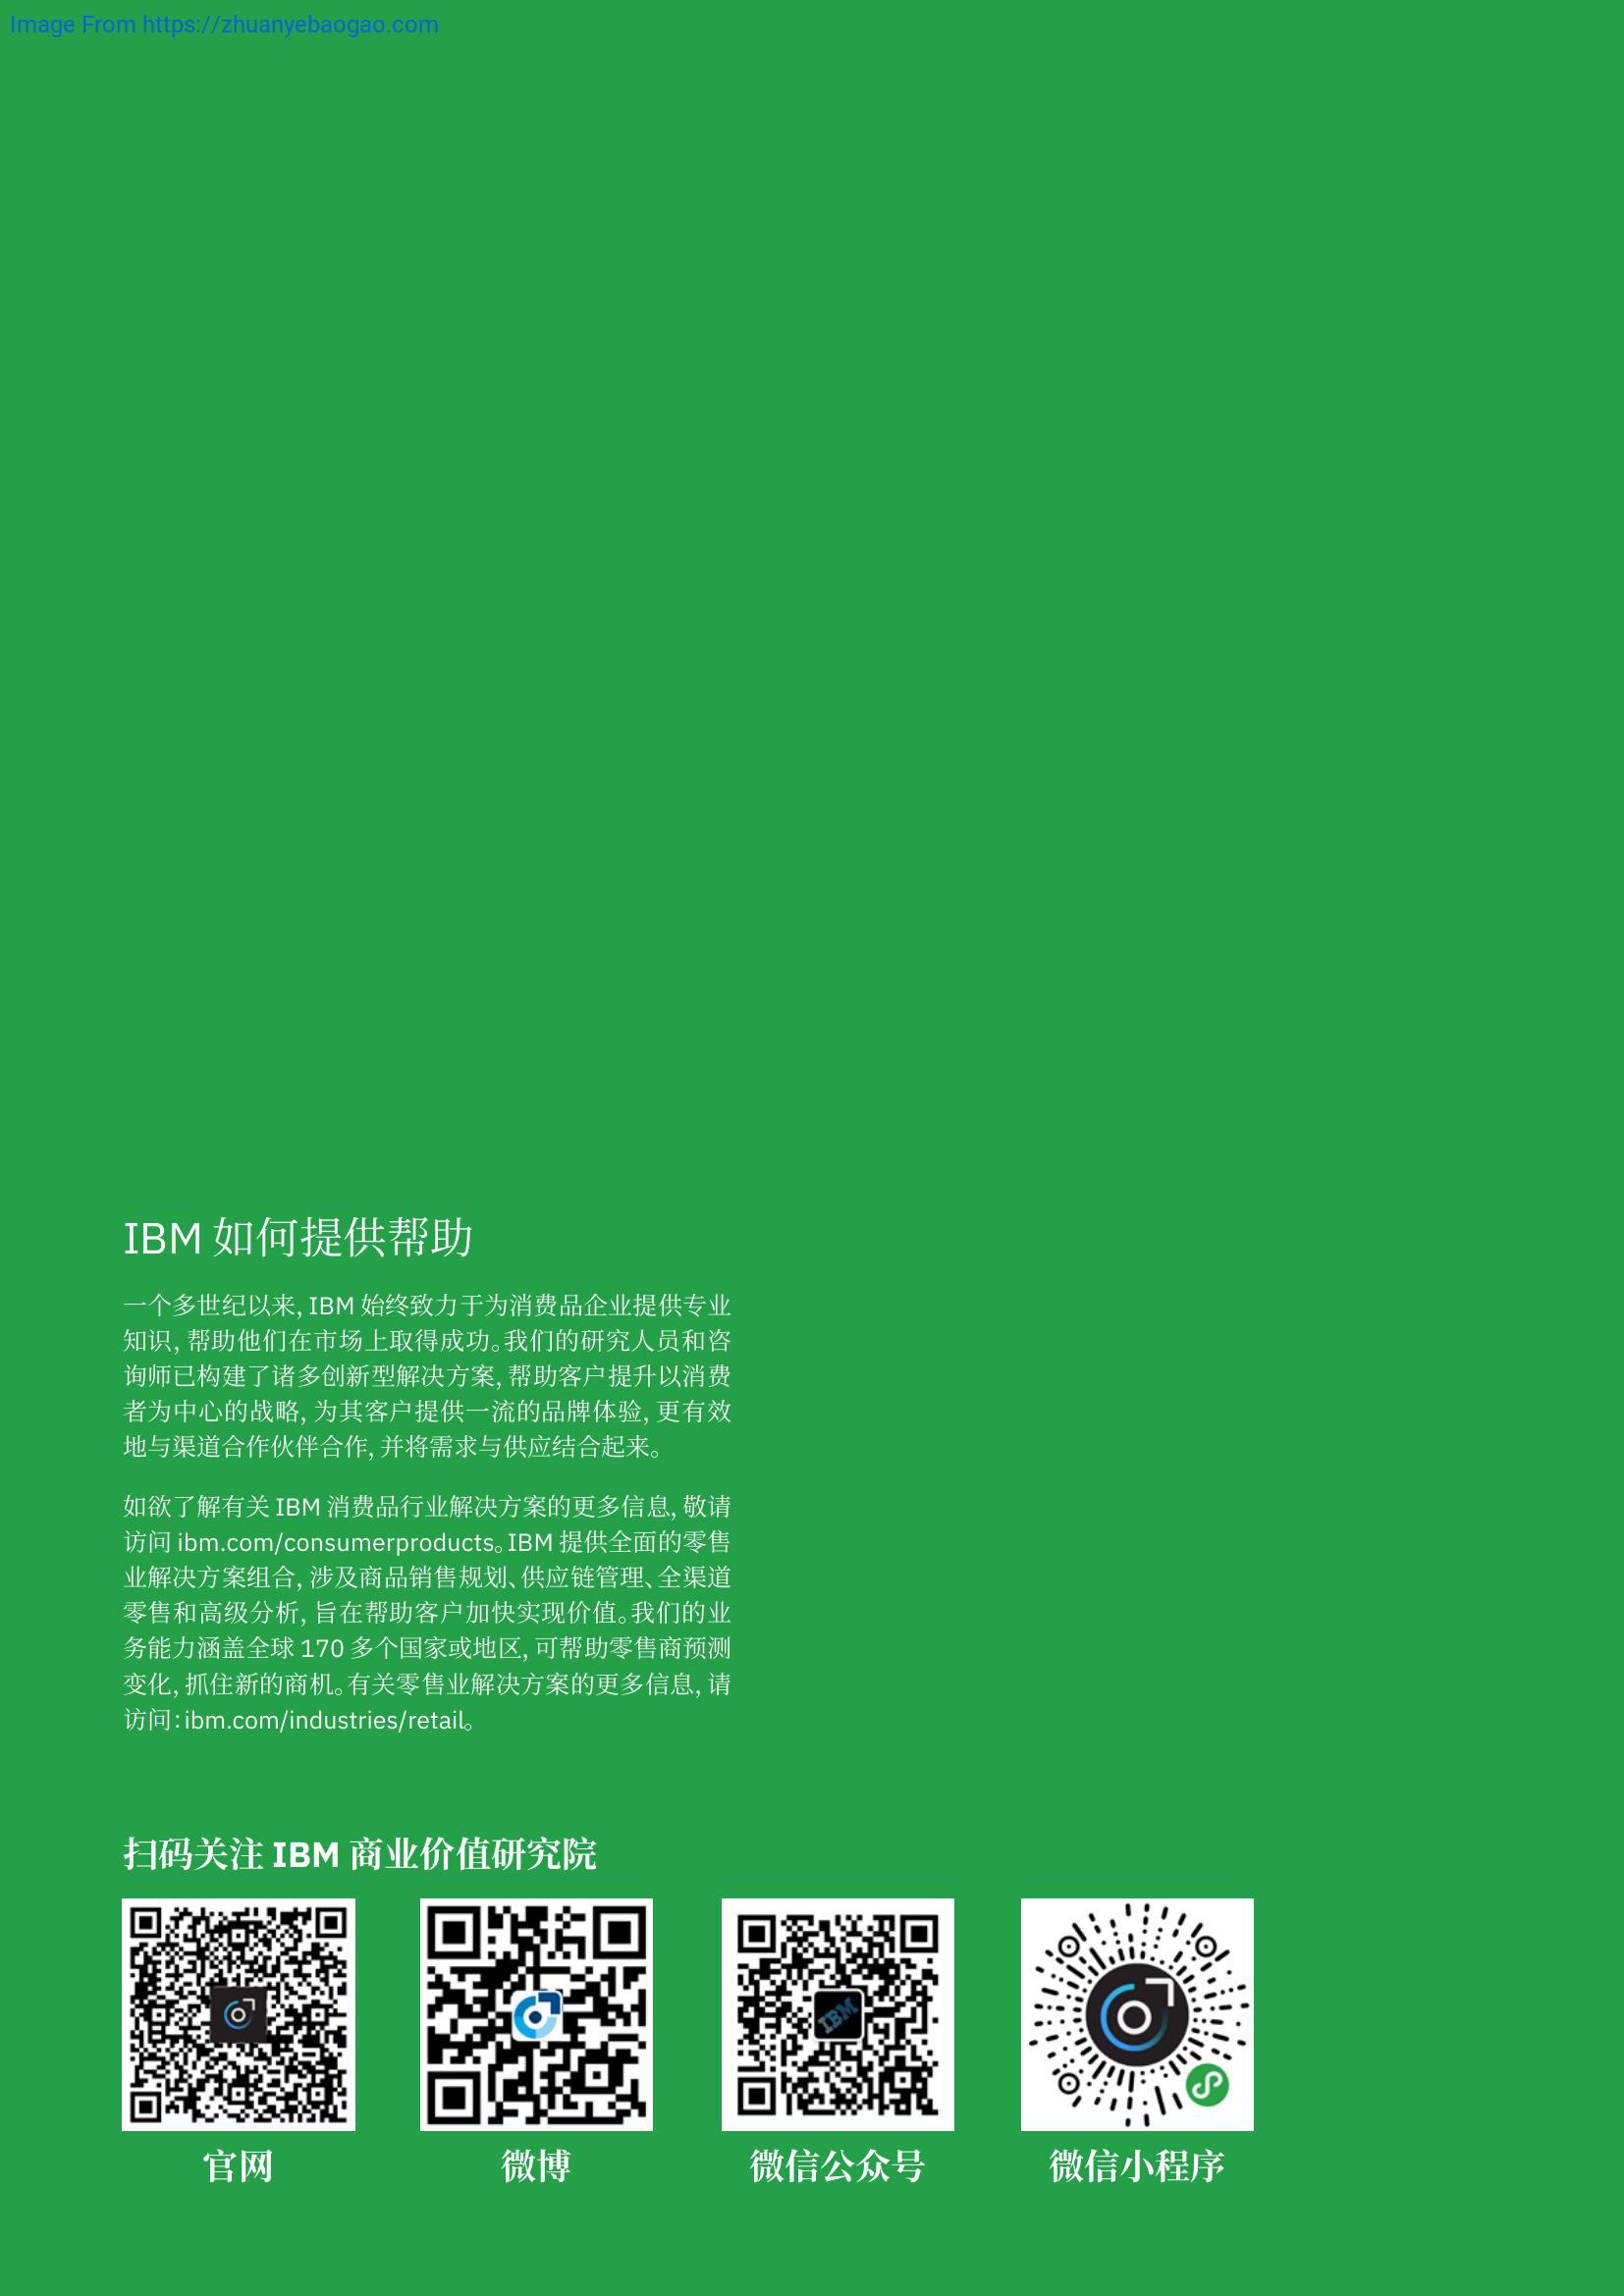 Image From https://zhuanyebaogao.com
IBM 如何提供帮助
一个多世纪以来，IBM 始终致力于为消费品企业提供专业
知识，帮助他们在市场上取得成功。我们的研究人员和咨
询师已构建了诸多创新型解决方案，帮助客户提升以消费
者为中心的战略，为其客户提供一流的品牌体验，更有效
地与渠道合作伙伴合作，并将需求与供应结合起来。
如欲了解有关 IBM 消费品行业解决方案的更多信息，敬请
访问 ibm.com/consumerproducts。IBM 提供全面的零售
业解决方案组合，涉及商品销售规划、供应链管理、全渠道
零售和高级分析，旨在帮助客户加快实现价值。我们的业
务能力涵盖全球 170 多个国家或地区，可帮助零售商预测
变化，抓住新的商机。有关零售业解决方案的更多信息，请
访问：ibm.com/industries/retail。
扫码关注 IBM 商业价值研究院
IBM
官网 微博 微信公众号 微信小程序